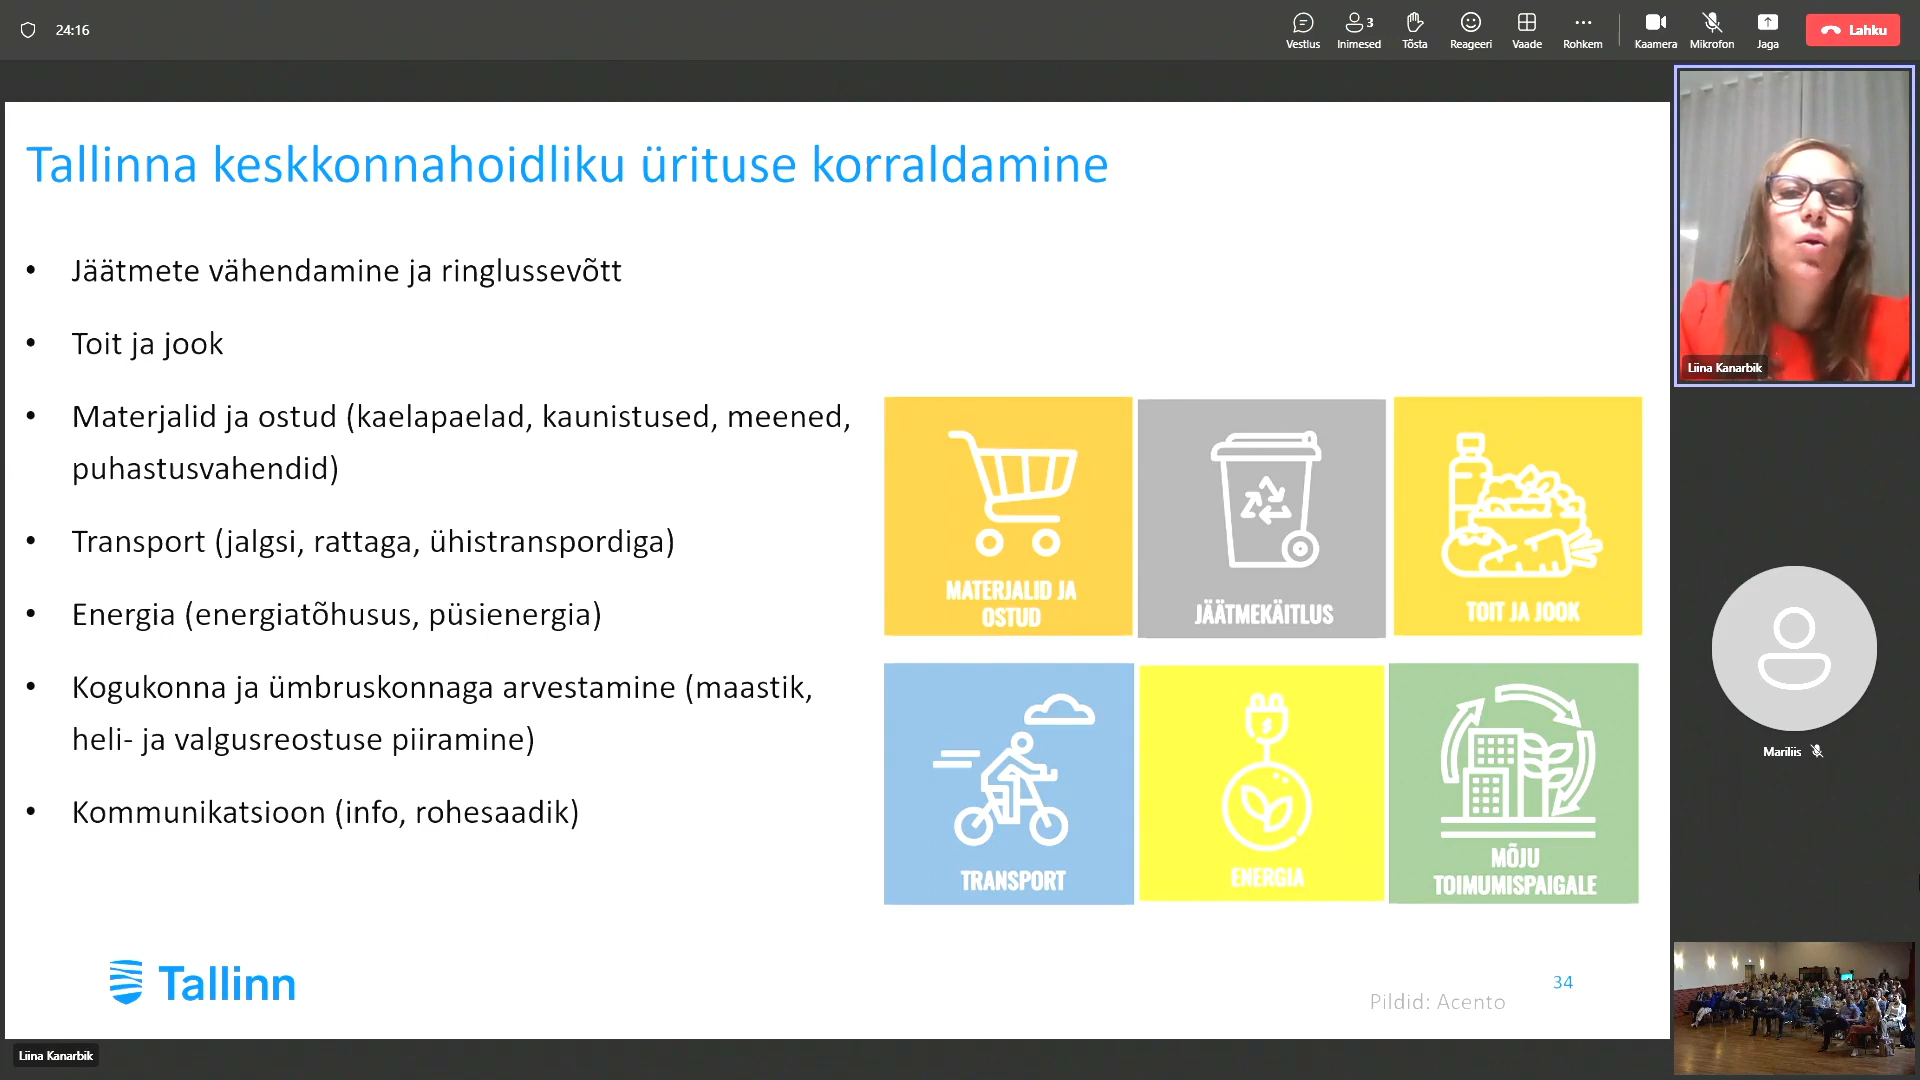 24:16
Vestlus
3
Inimesed
Tõsta
Reageeri
Vaade
Rohkem
Kaamera
Mikrofon
Jaga
Lahku
Tallinna keskkonnahoidliku ürituse korraldamine
• Jäätmete vähendamine ja ringlussevõtt
• Toit ja jook
• Materjalid ja ostud (kaelapaelad, kaunistused, meened,
puhastusvahendid)
• Transport (jalgsi, rattaga, ühistranspordiga)
• Energia (energiatõhusus, püsienergia)
• Kogukonna ja ümbruskonnaga arvestamine (maastik,
heli- ja valgusreostuse piiramine)
• Kommunikatsioon (info, rohesaadik)
MATERJALID JA
OSTUD
JÄÄTMEKÄITLUS
TOIT JA JOOK
TRANSPORT
ENERGIA
MÕJU
TOIMUMISPAIGALE
Tallinn
34
Pildid: Acento
Liina Kanarbik
Liina Kanarbik
Mariliis